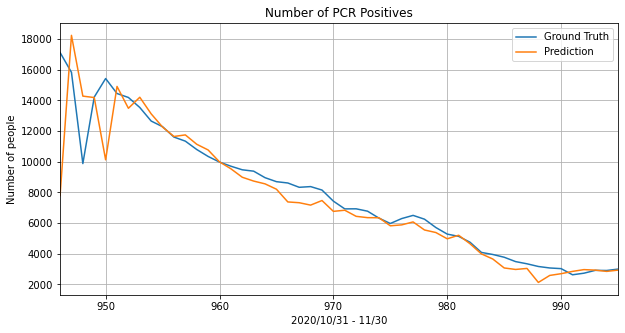 Number of PCR Positives
Ground Truth
Prediction
Number of people
18000
16000
14000
12000
10000
8000
6000
4000
2000
950
960
970
980
990
2020/10/31 - 11/30